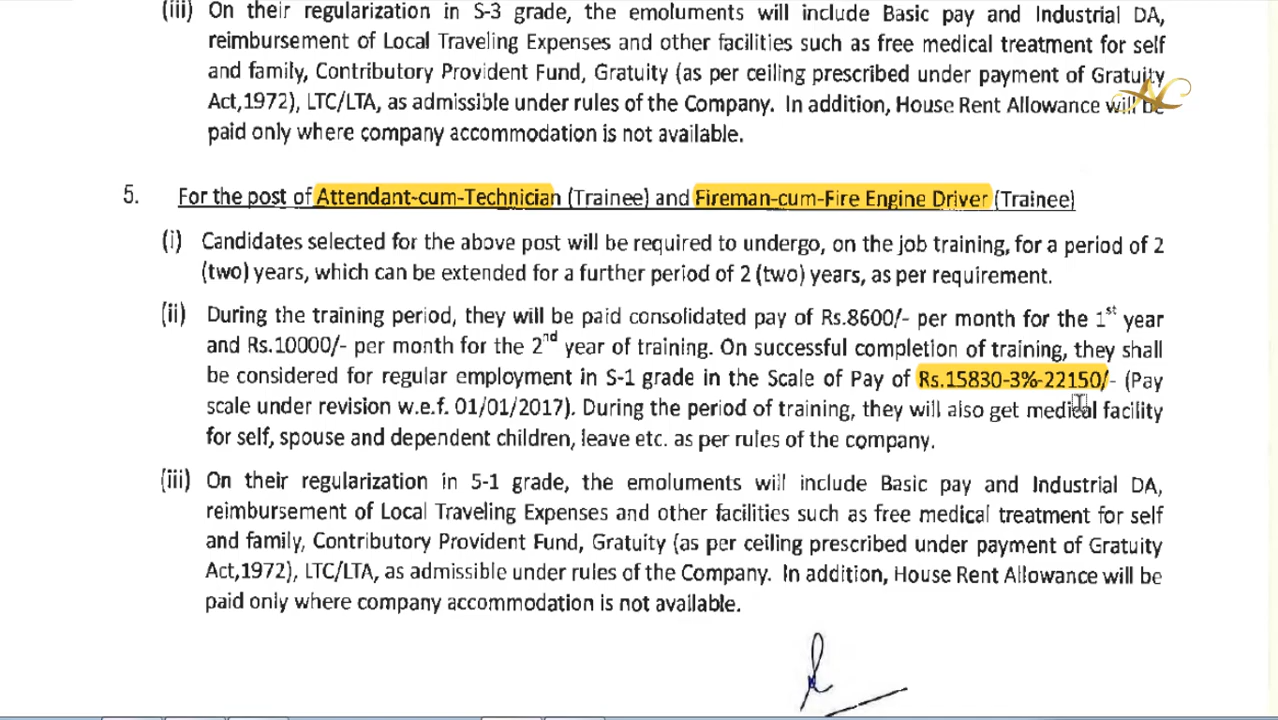 (iii) On their regularization in S-3 grade, the emoluments will include Basic pay and Industrial DA,
reimbursement of Local Traveling Expenses and other facilities such as free medical treatment for self
and family, Contributory Provident Fund, Gratuity (as per ceiling prescribed under payment of Gratuity
Act,1972), LTC/LTA, as admissible under rules of the Company. In addition, House Rent Allowance will be
paid only where company accommodation is not available.
5. For the post of Attendant-cum-Technician (Trainee) and Fireman-cum-Fire Engine Driver (Trainee)
(i) Candidates selected for the above post will be required to undergo, on the job training, for a period of 2
(two) years, which can be extended for a further period of 2 (two) years, as per requirement.
(ii) During the training period, they will be paid consolidated pay of Rs.8600/- per month for the 1st year
and Rs.10000/- per month for the 2nd year of training. On successful completion of training, they shall
be considered for regular employment in S-1 grade in the Scale of Pay of Rs.15830-3%-22150/- (Pay
scale under revision w.e.f. 01/01/2017). During the period of training, they will also get medical facility
for self, spouse and dependent children, leave etc. as per rules of the company.
(iii) On their regularization in S-1 grade, the emoluments will include Basic pay and Industrial DA,
reimbursement of Local Traveling Expenses and other facilities such as free medical treatment for self
and family, Contributory Provident Fund, Gratuity (as per ceiling prescribed under payment of Gratuity
Act,1972), LTC/LTA, as admissible under rules of the Company. In addition, House Rent Allowance will be
paid only where company accommodation is not available.